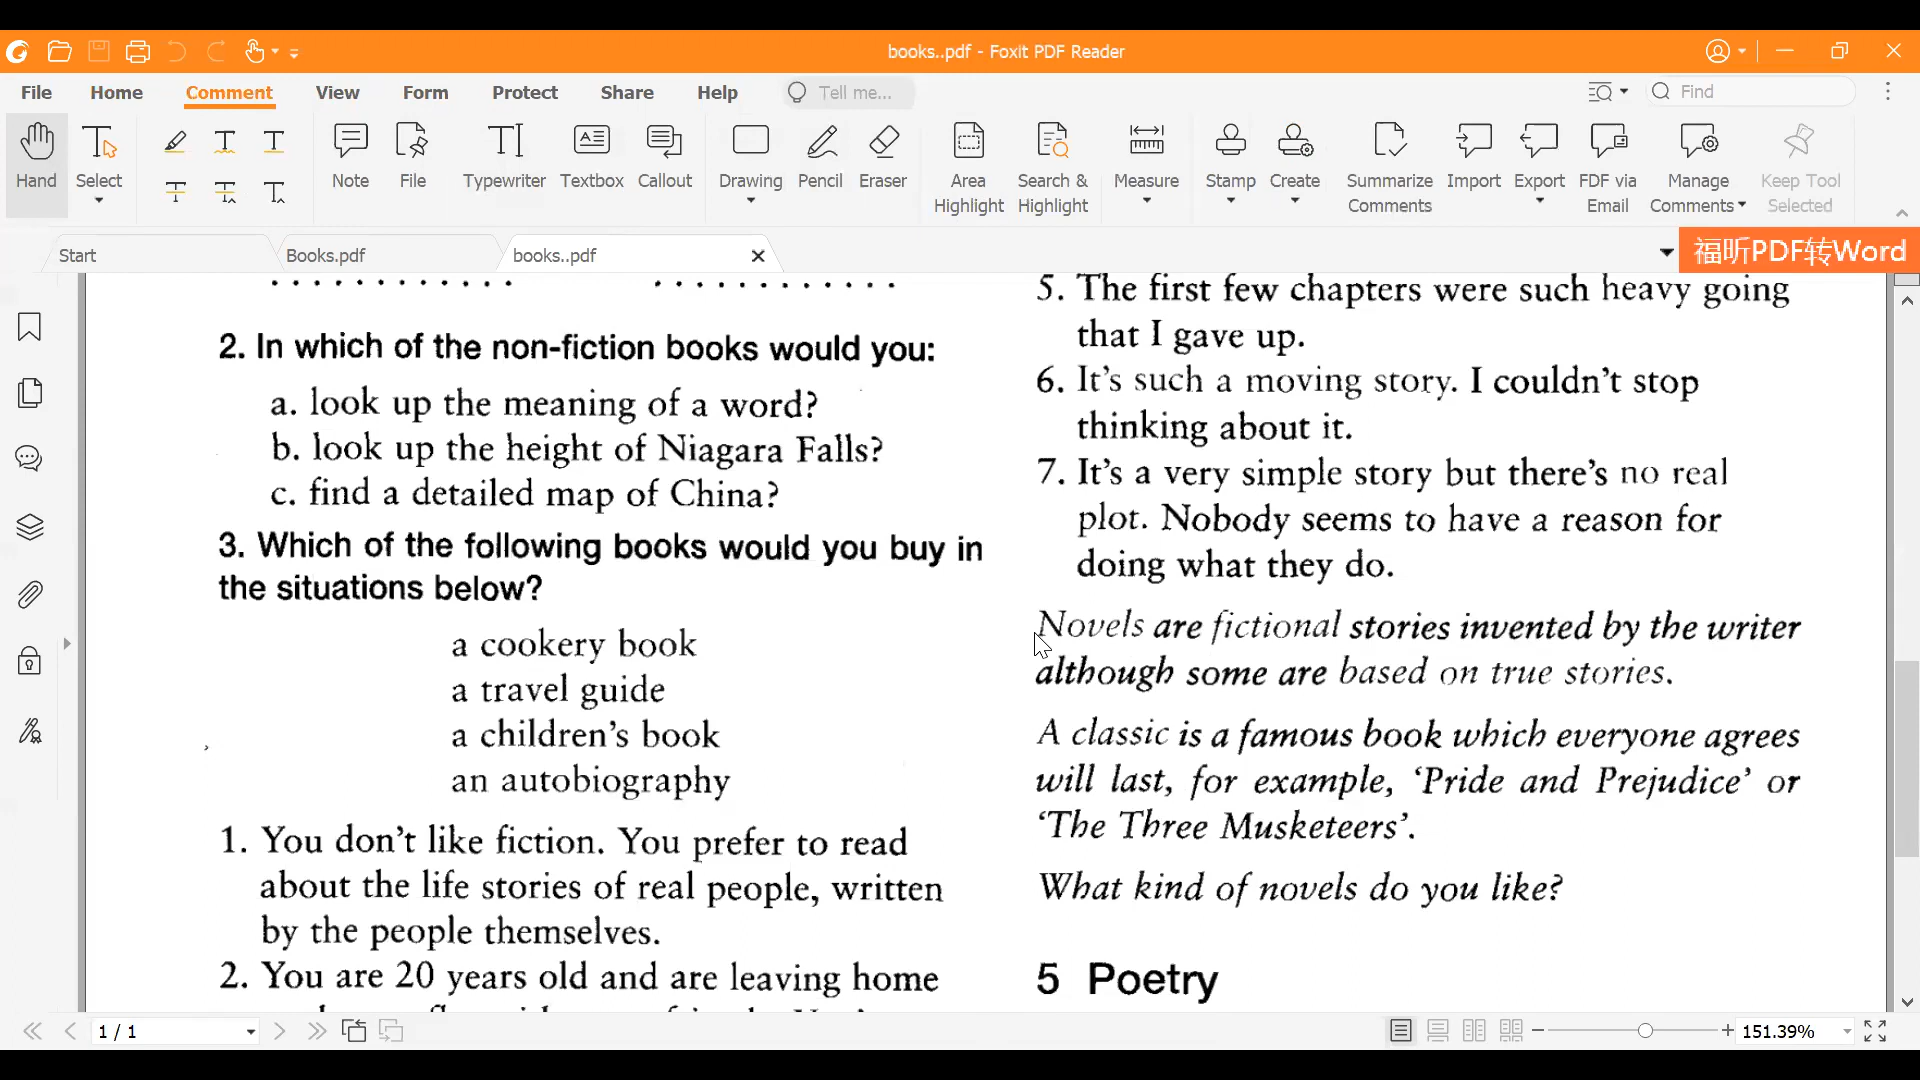 books..pdf - Foxit PDF Reader
File Home Comment View Form Protect Share Help Tell me... Find
Hand Select Note File Typewriter Textbox Callout Drawing Pencil Eraser Area Highlight Search & Highlight Measure Stamp Create Summarize Comments Import Export FDF via Email Manage Comments Keep Tool Selected
Start Books.pdf books..pdf 福昕PDF转Word
2. In which of the non-fiction books would you:
a. look up the meaning of a word?
b. look up the height of Niagara Falls?
c. find a detailed map of China?
3. Which of the following books would you buy in
the situations below?
a cookery book
a travel guide
a children's book
an autobiography
1. You don't like fiction. You prefer to read
about the life stories of real people, written
by the people themselves.
2. You are 20 years old and are leaving home
5. The first few chapters were such heavy going
that I gave up.
6. It's such a moving story. I couldn't stop
thinking about it.
7. It's a very simple story but there's no real
plot. Nobody seems to have a reason for
doing what they do.
Novels are fictional stories invented by the writer
although some are based on true stories.
A classic is a famous book which everyone agrees
will last, for example, 'Pride and Prejudice' or
'The Three Musketeers'.
What kind of novels do you like?
5 Poetry
1 / 1
151.39%